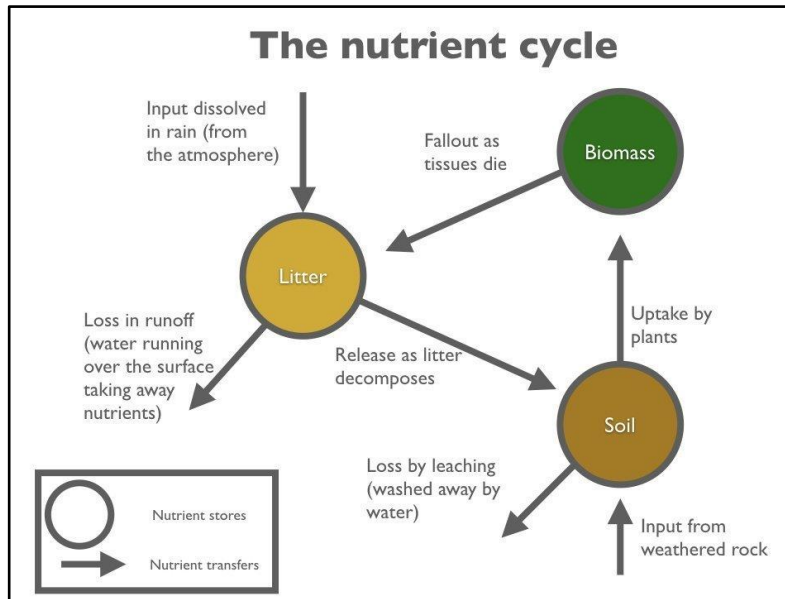 The nutrient cycle
Input dissolved
in rain (from
the atmosphere)
Fallout as
tissues die
Biomass
Litter
Loss in runoff
(water running
over the surface
taking away
nutrients)
Release as litter
decomposes
Uptake by
plants
Soil
Loss by leaching
(washed away by
water)
Input from
weathered rock
Nutrient stores
Nutrient transfers